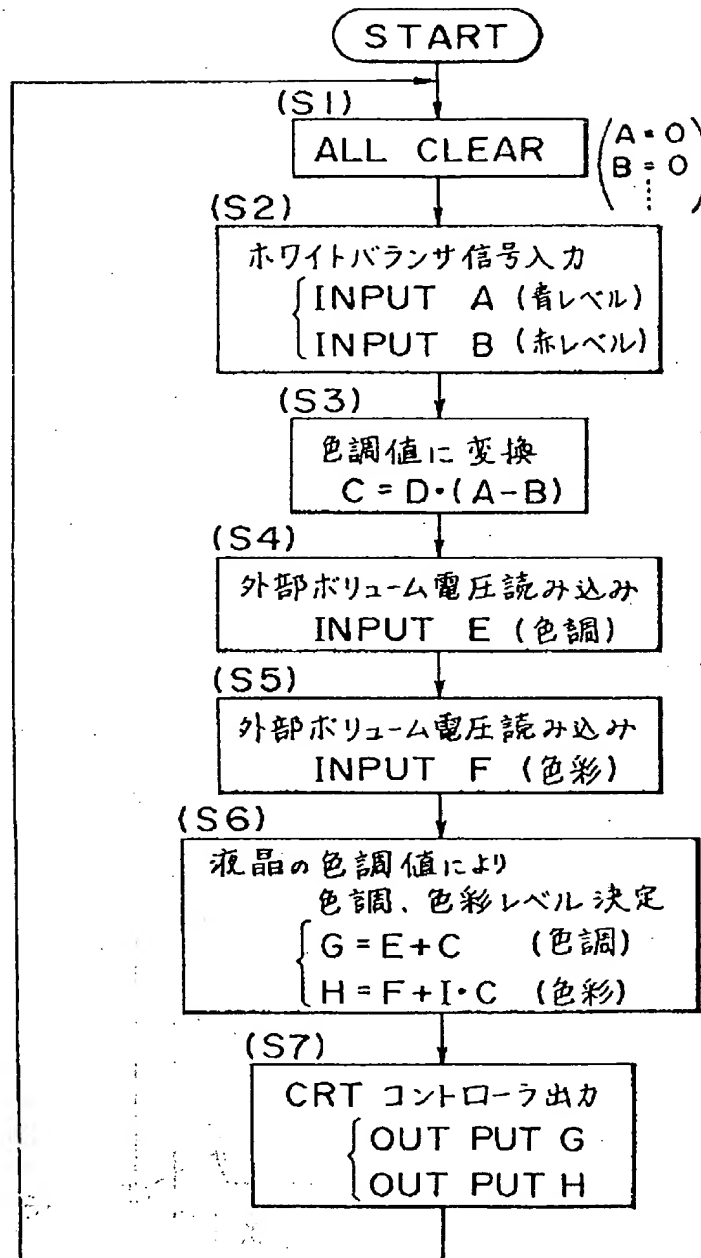 START
(S1)
ALL CLEAR
A=0
B=0
(S2)
ホワイトバランサ信号入力
INPUT A (青レベル)
INPUT B (赤レベル)
(S3)
色調値に変換
C=D・(A-B)
(S4)
外部ボリューム電圧読み込み
INPUT E (色調)
(S5)
外部ボリューム電圧読み込み
INPUT F (色彩)
(S6)
液晶の色調値により
色調、色彩レベル決定
G=E+C (色調)
H=F+I・C (色彩)
(S7)
CRT コントローラ出力
OUT PUT G
OUT PUT H